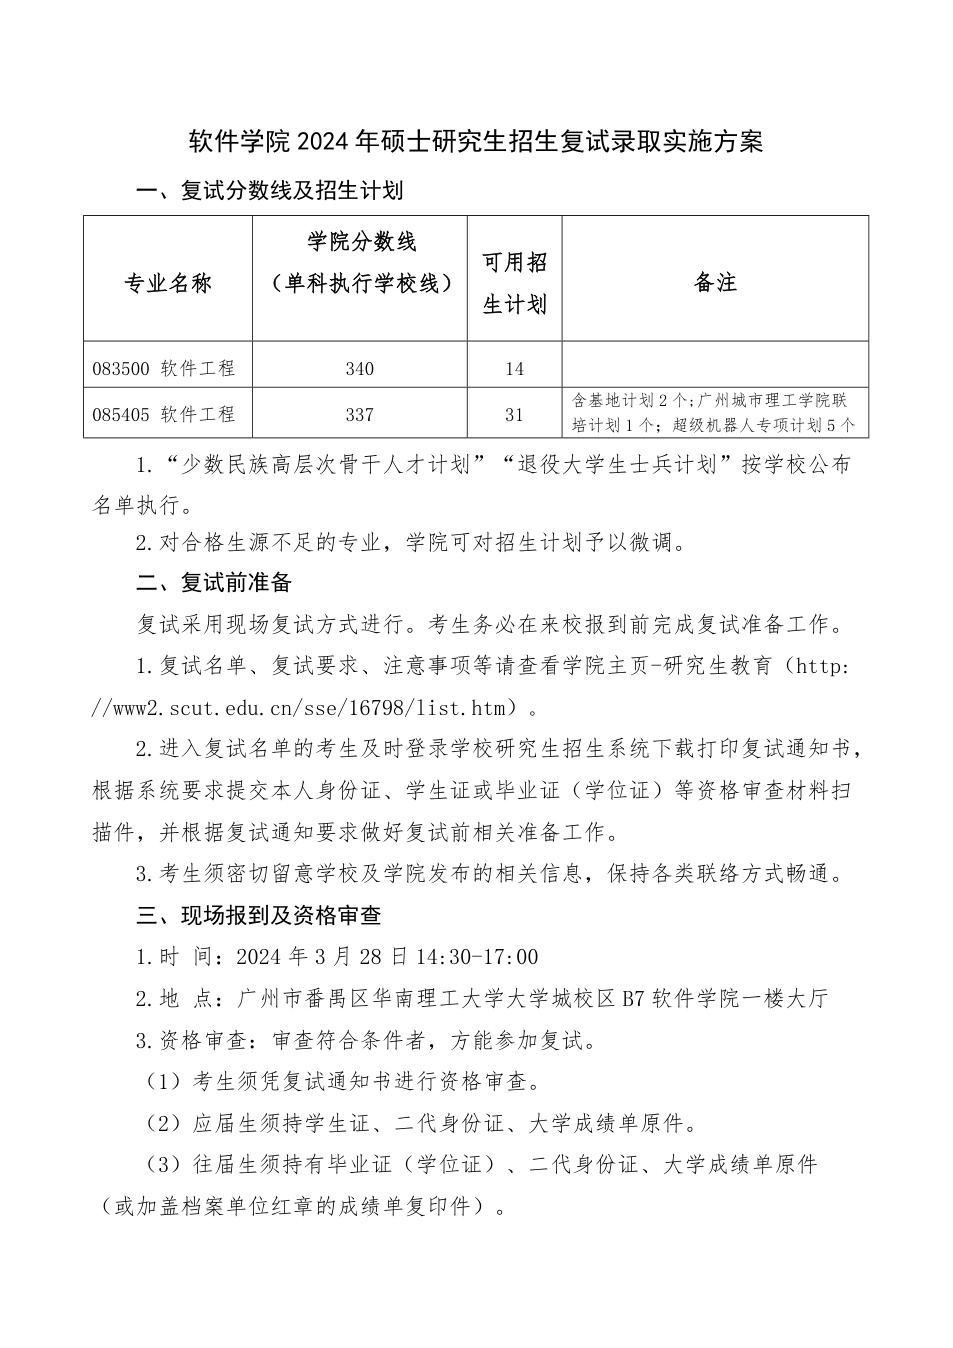 软件学院 2024 年硕士研究生招生复试录取实施方案
一、复试分数线及招生计划
专业名称
学院分数线
（单科执行学校线）
可用招
生计划
备注
083500 软件工程
340
14
085405 软件工程
337
31
含基地计划 2 个;广州城市理工学院联
培计划 1 个；超级机器人专项计划 5 个
1.“少数民族高层次骨干人才计划”“退役大学生士兵计划”按学校公布
名单执行。
2.对合格生源不足的专业，学院可对招生计划予以微调。
二、复试前准备
复试采用现场复试方式进行。考生务必在来校报到前完成复试准备工作。
1.复试名单、复试要求、注意事项等请查看学院主页-研究生教育（http:
//www2.scut.edu.cn/sse/16798/list.htm）。
2.进入复试名单的考生及时登录学校研究生招生系统下载打印复试通知书，
根据系统要求提交本人身份证、学生证或毕业证（学位证）等资格审查材料扫
描件，并根据复试通知要求做好复试前相关准备工作。
3.考生须密切留意学校及学院发布的相关信息，保持各类联络方式畅通。
三、现场报到及资格审查
1.时 间：2024 年 3 月 28 日 14:30-17:00
2.地 点：广州市番禺区华南理工大学大学城校区 B7 软件学院一楼大厅
3.资格审查：审查符合条件者，方能参加复试。
（1）考生须凭复试通知书进行资格审查。
（2）应届生须持学生证、二代身份证、大学成绩单原件。
（3）往届生须持有毕业证（学位证）、二代身份证、大学成绩单原件
（或加盖档案单位红章的成绩单复印件）。